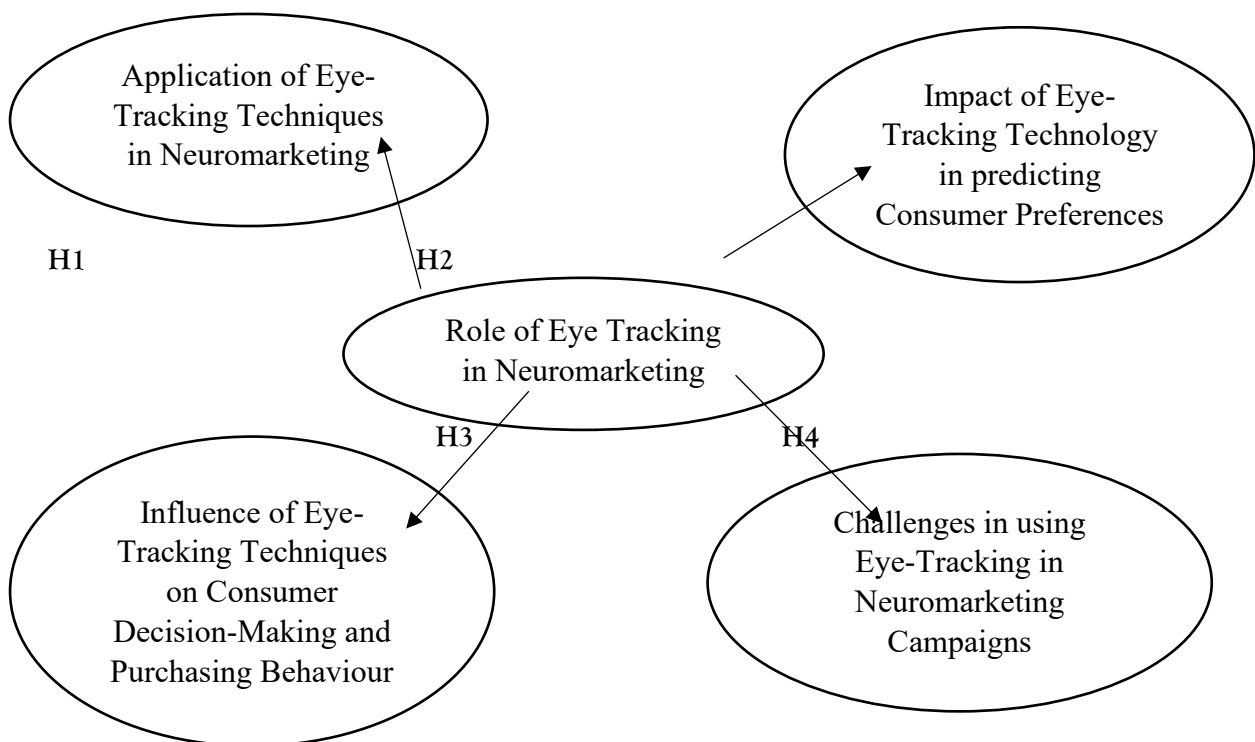 Application of Eye-
Tracking Techniques
in Neuromarketing
Impact of Eye-
Tracking Technology
in predicting
Consumer Preferences
H1
H2
Role of Eye Tracking
in Neuromarketing
H3
H4
Influence of Eye-
Tracking Techniques
on Consumer
Decision-Making and
Purchasing Behaviour
Challenges in using
Eye-Tracking in
Neuromarketing
Campaigns